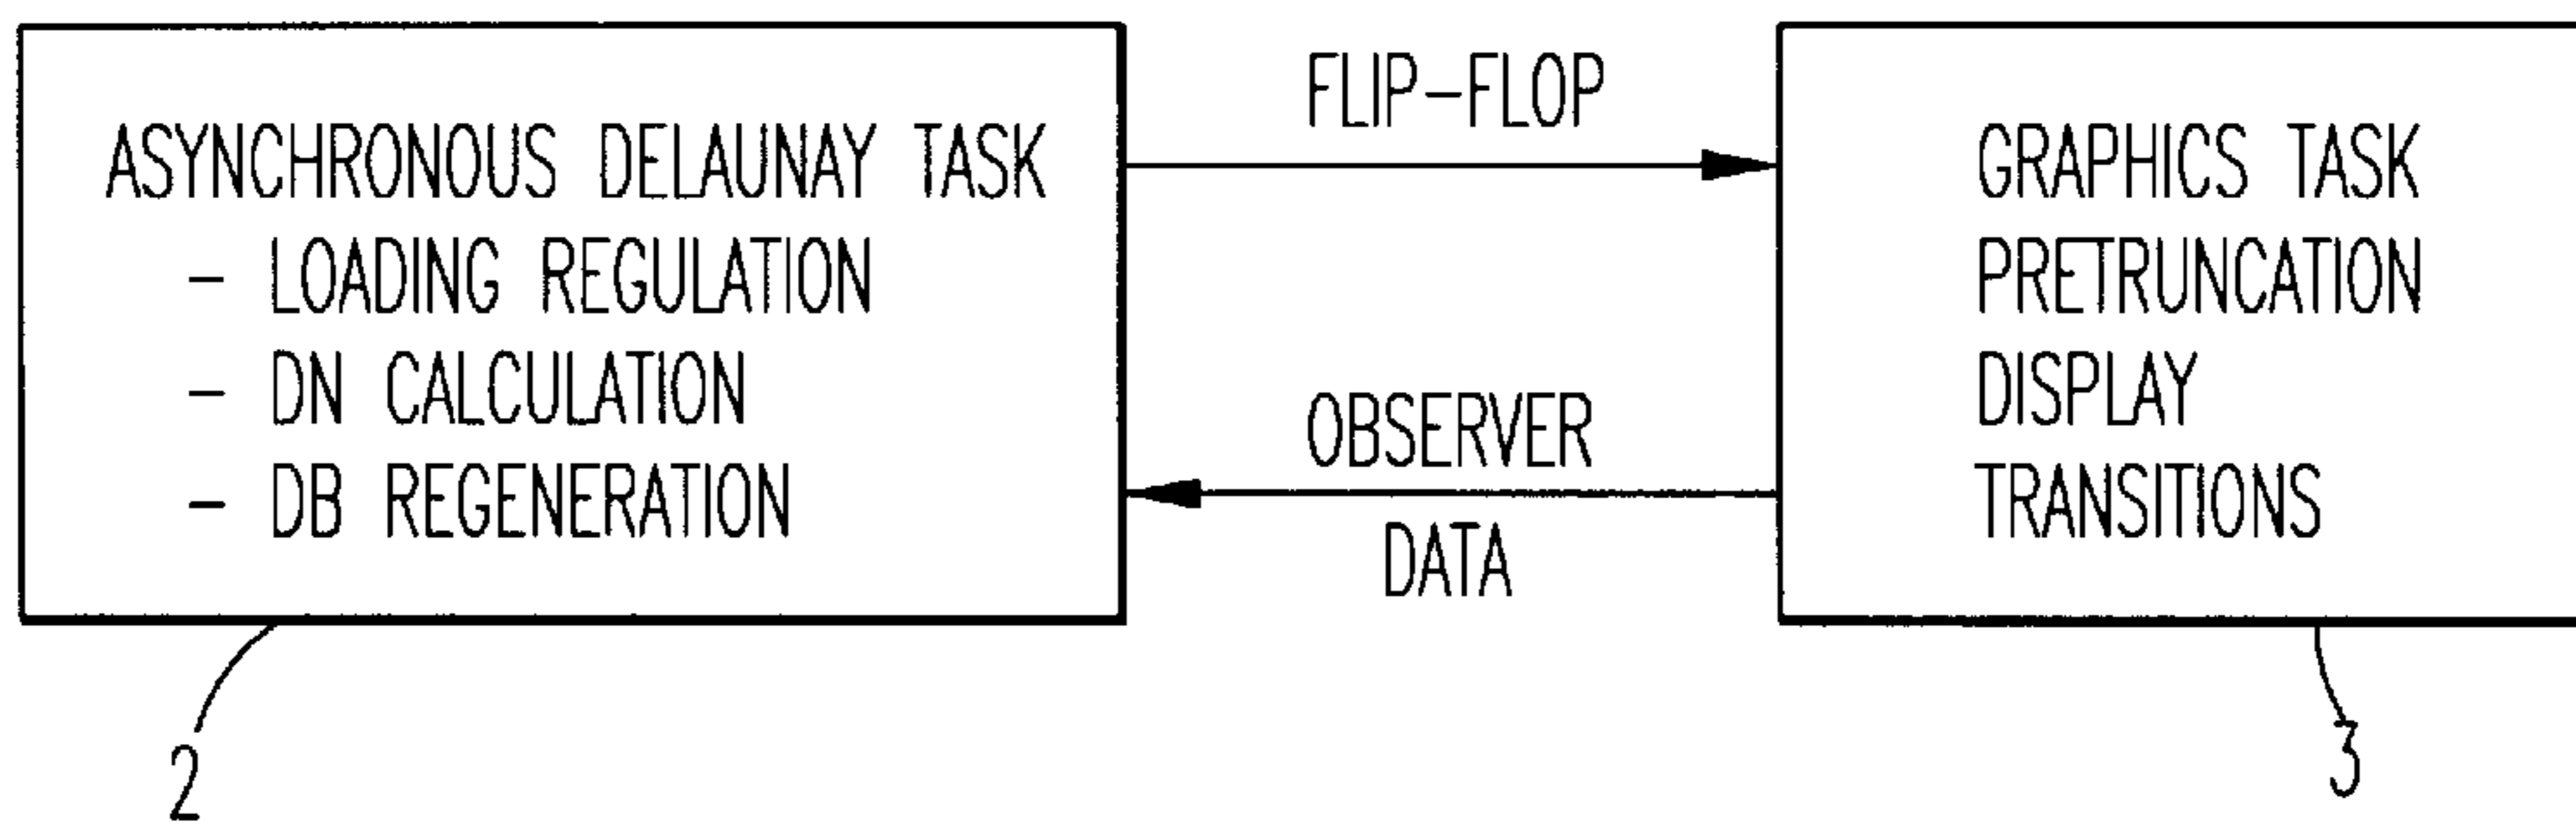 ASYNCHRONOUS DELAUNAY TASK
- LOADING REGULATION
- DN CALCULATION
- DB REGENERATION
FLIP-FLOP
OBSERVER
DATA
GRAPHICS TASK
PRETRUNCATION
DISPLAY
TRANSITIONS
2
3